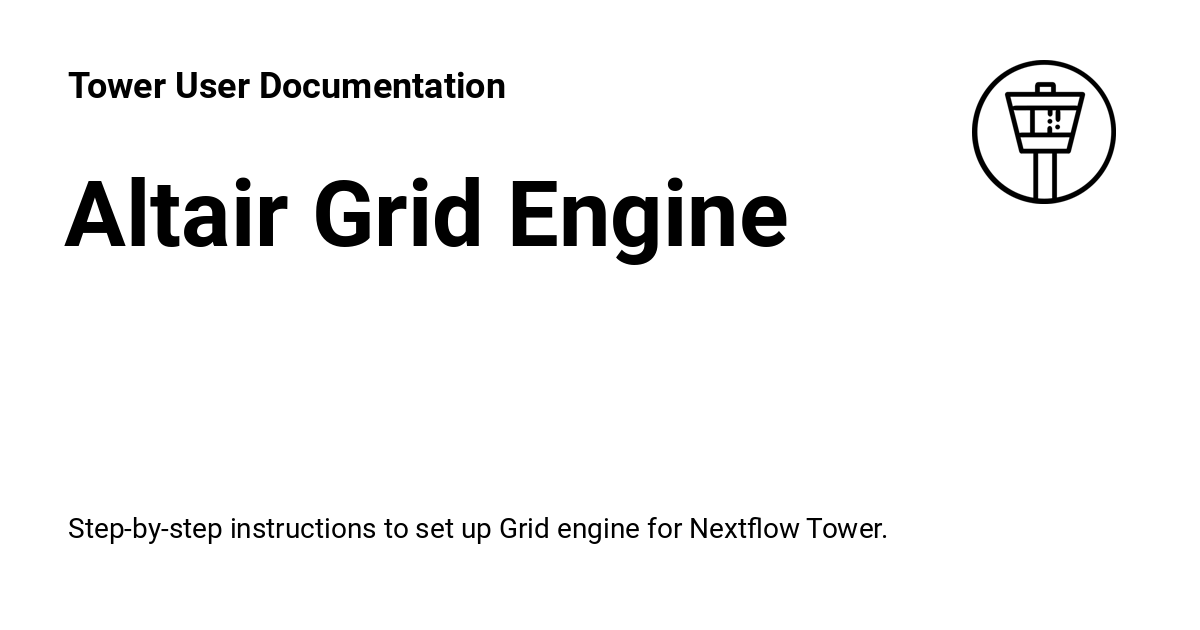 Tower User Documentation
Altair Grid Engine
Step-by-step instructions to set up Grid engine for Nextflow Tower.